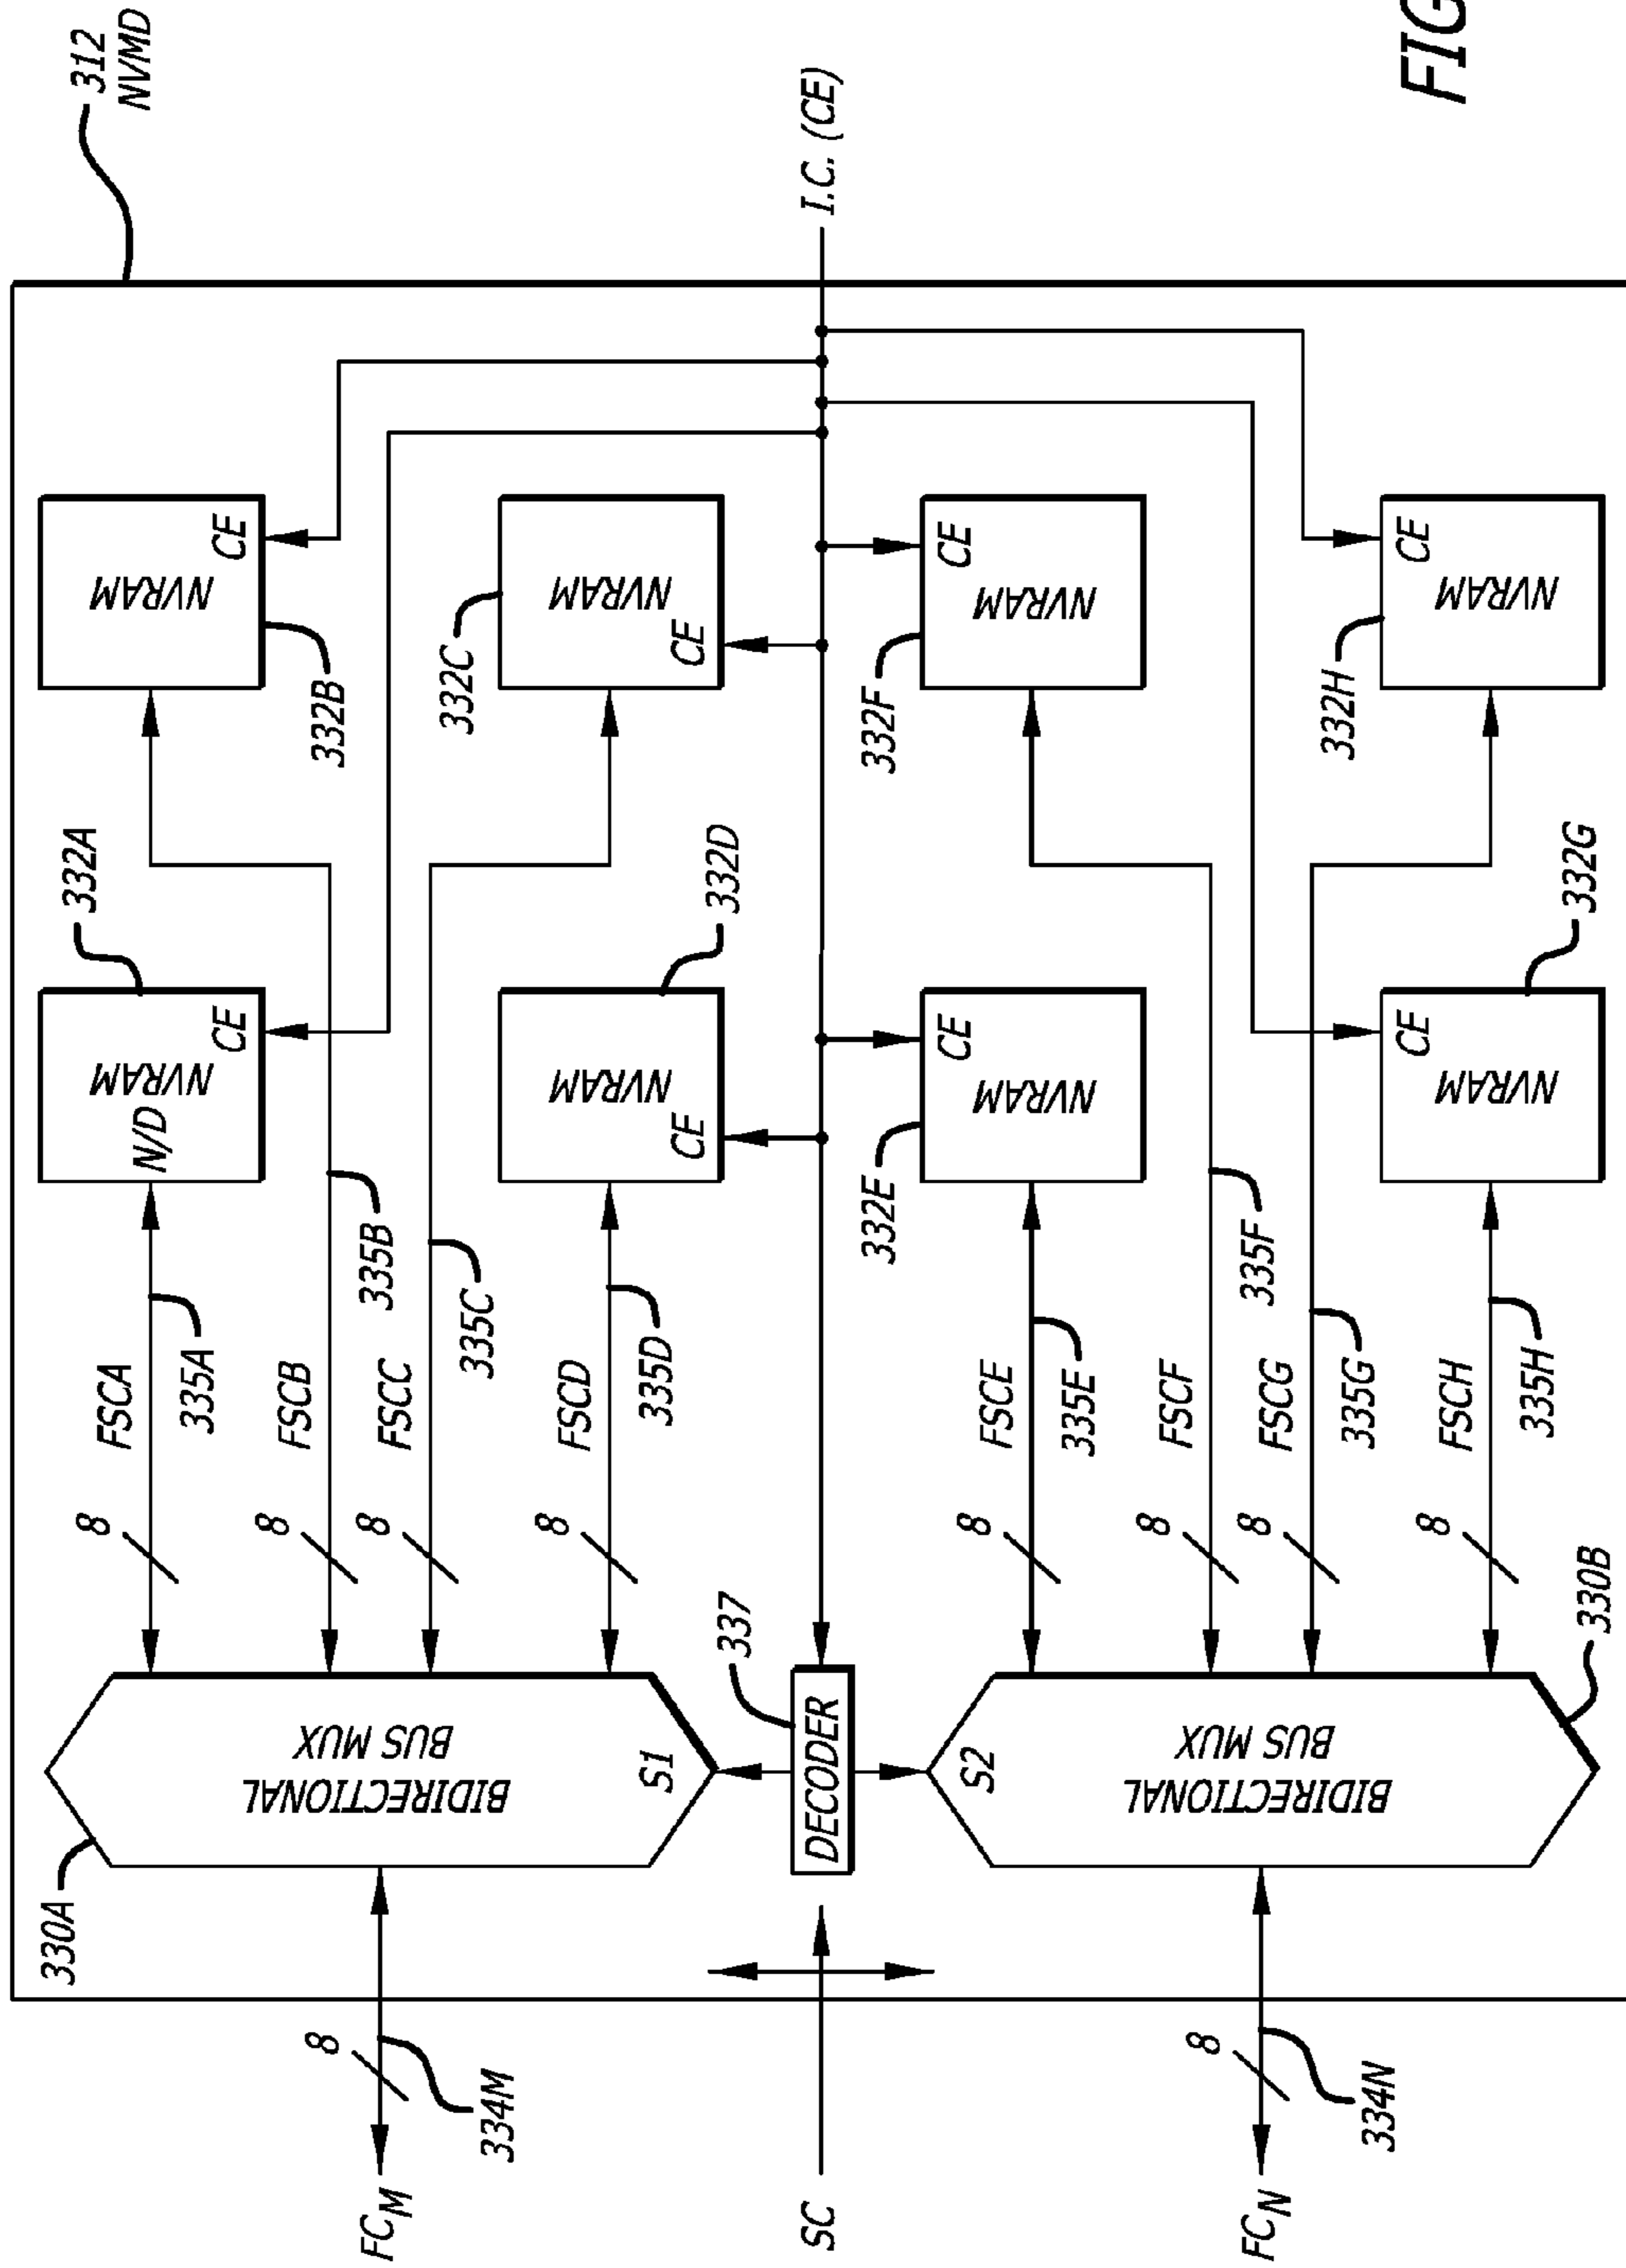 312
NVMD
FIG
I.C. (CE)
332A
332B
NVRAM
N/D
CE
NVRAM
CE
330A
BIDIRECTIONAL
BUS MUX
S1
8
FSCA
335A
8
FSCB
335B
8
FSCC
335C
8
FSCD
335D
332C
NVRAM
CE
332D
NVRAM
CE
FCM
8
334M
SC
337
DECODER
332E
NVRAM
CE
332F
NVRAM
CE
S2
BIDIRECTIONAL
BUS MUX
330B
8
FSCE
335E
8
FSCF
335F
8
FSCG
335G
8
FSCH
335H
332G
NVRAM
CE
332H
NVRAM
CE
FCN
8
334N